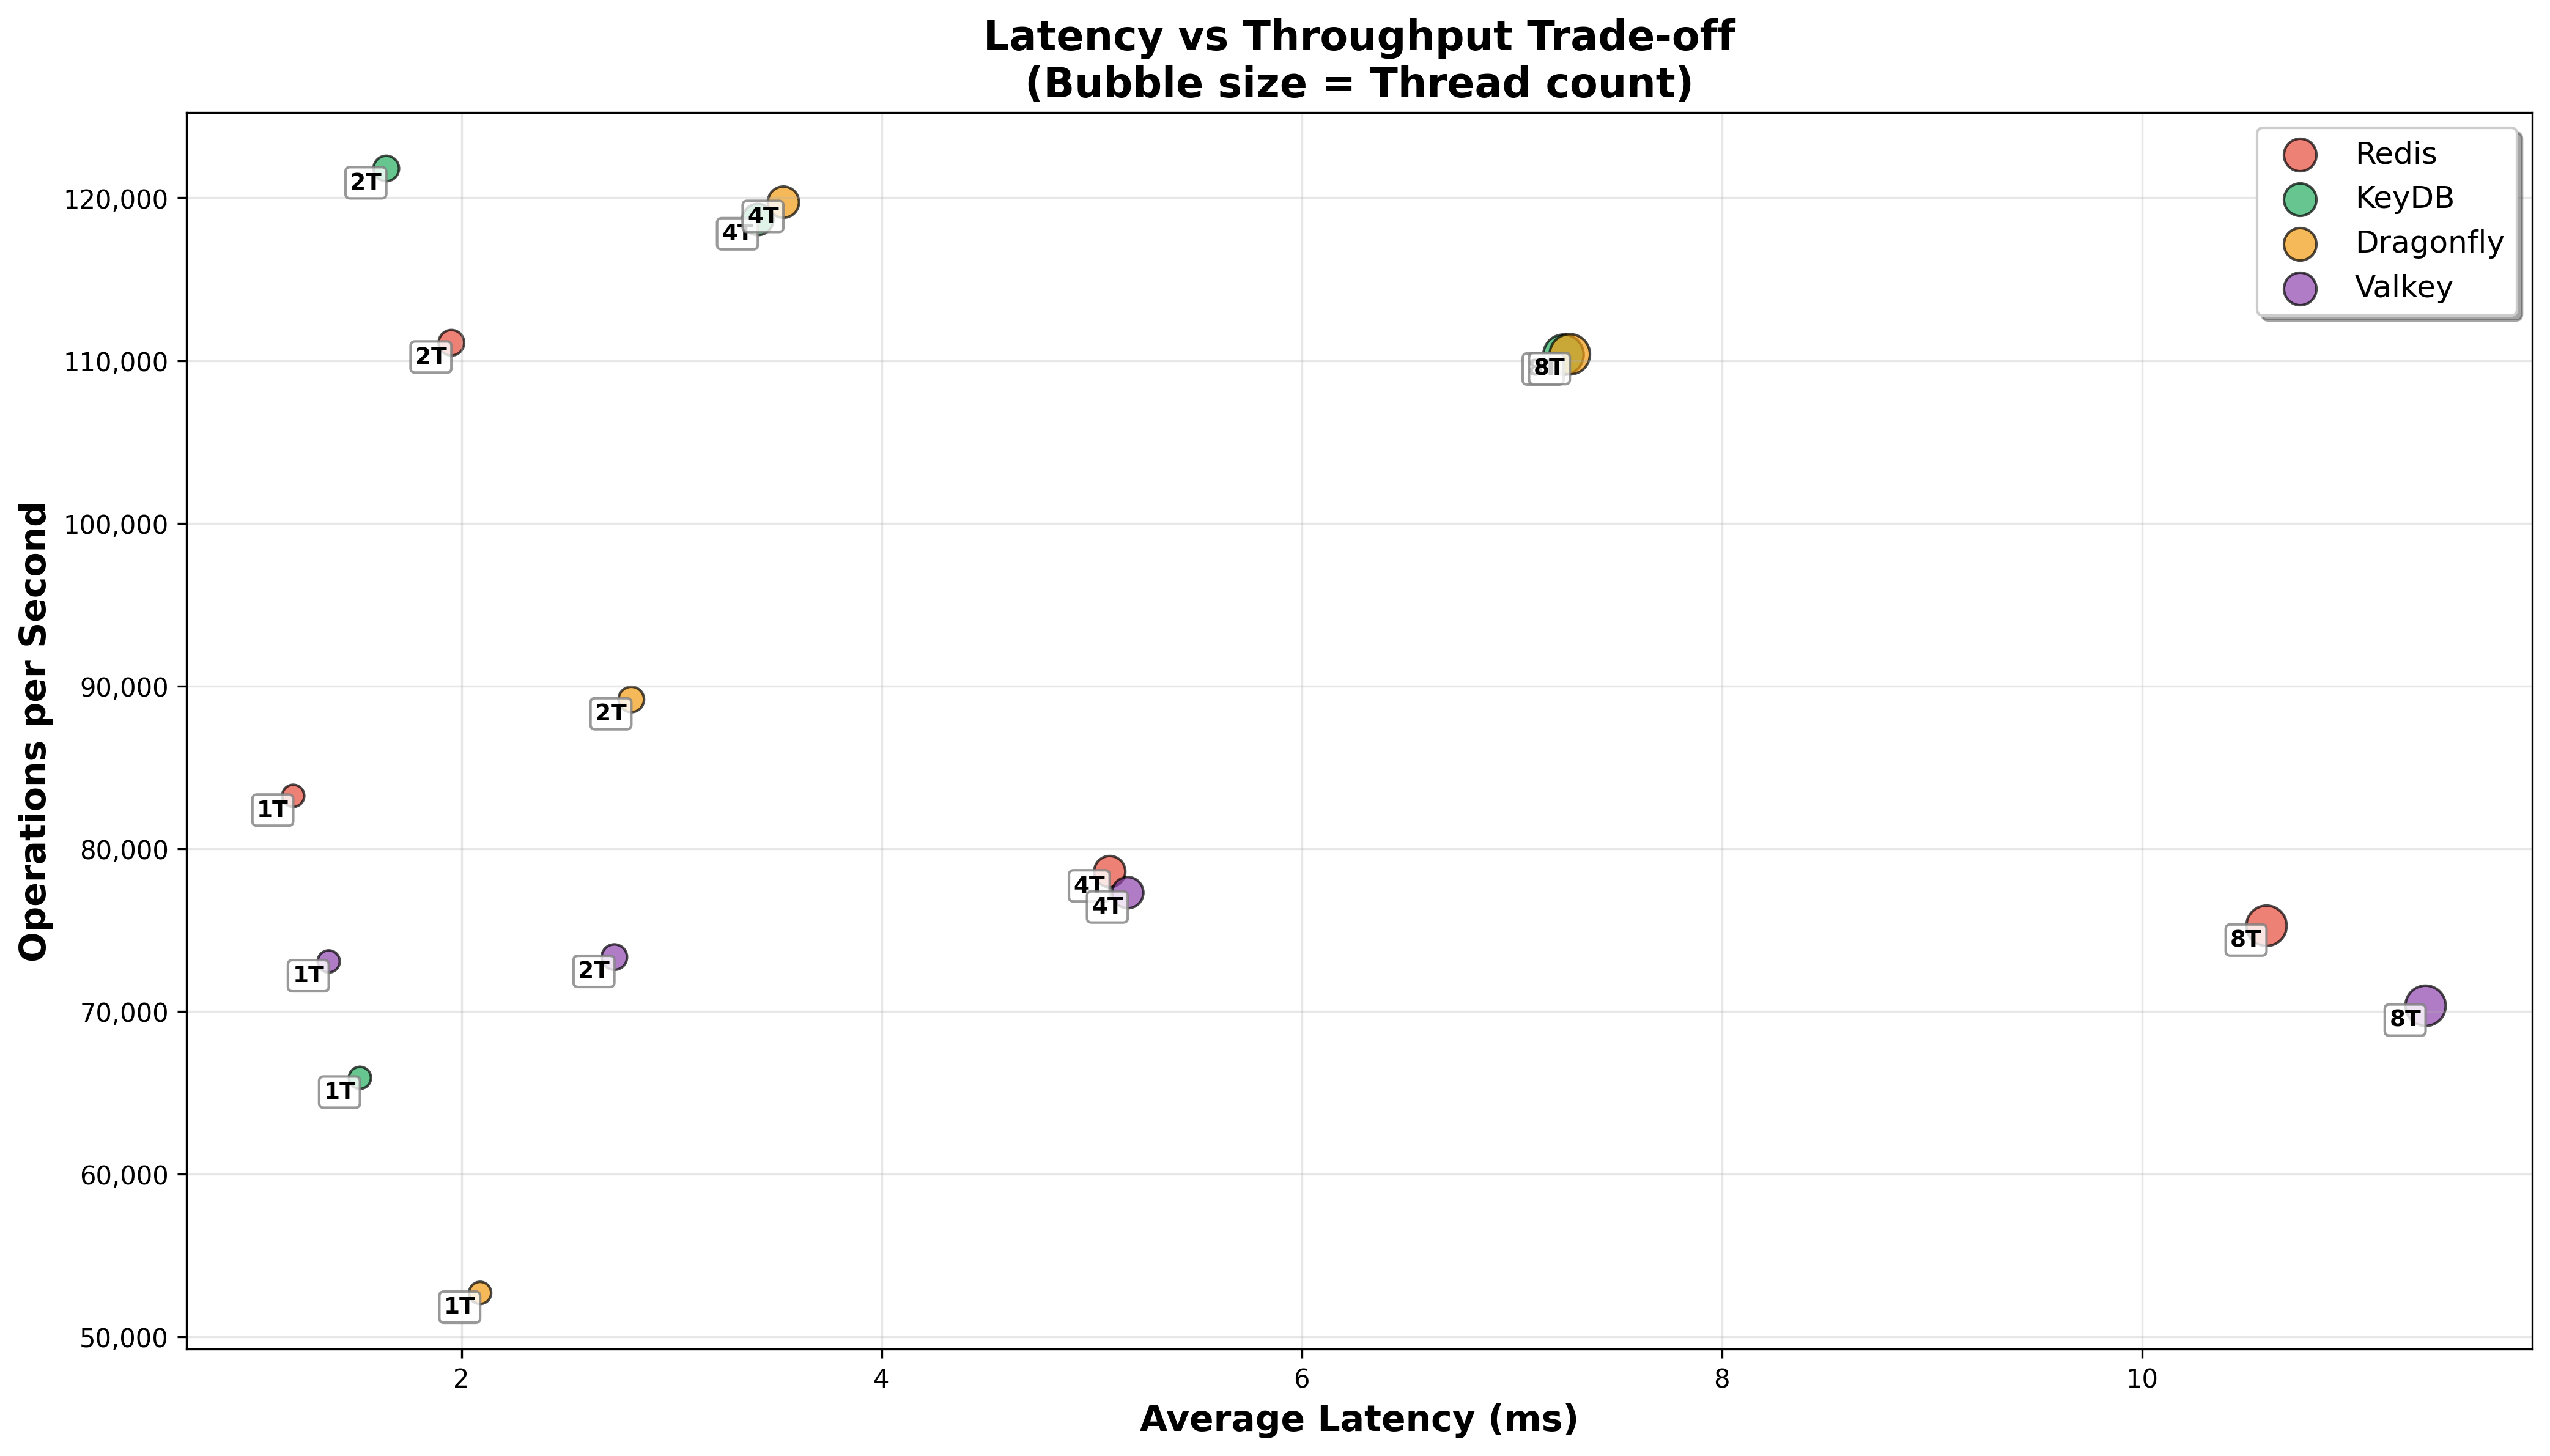 Latency vs Throughput Trade-off
(Bubble size = Thread count)
Redis
KeyDB
Dragonfly
Valkey
Operations per Second
120,000
110,000
100,000
90,000
80,000
70,000
60,000
50,000
2T
4T
4T
2T
8T
2T
1T
4T
4T
8T
1T
2T
8T
1T
1T
2
4
6
8
10
Average Latency (ms)